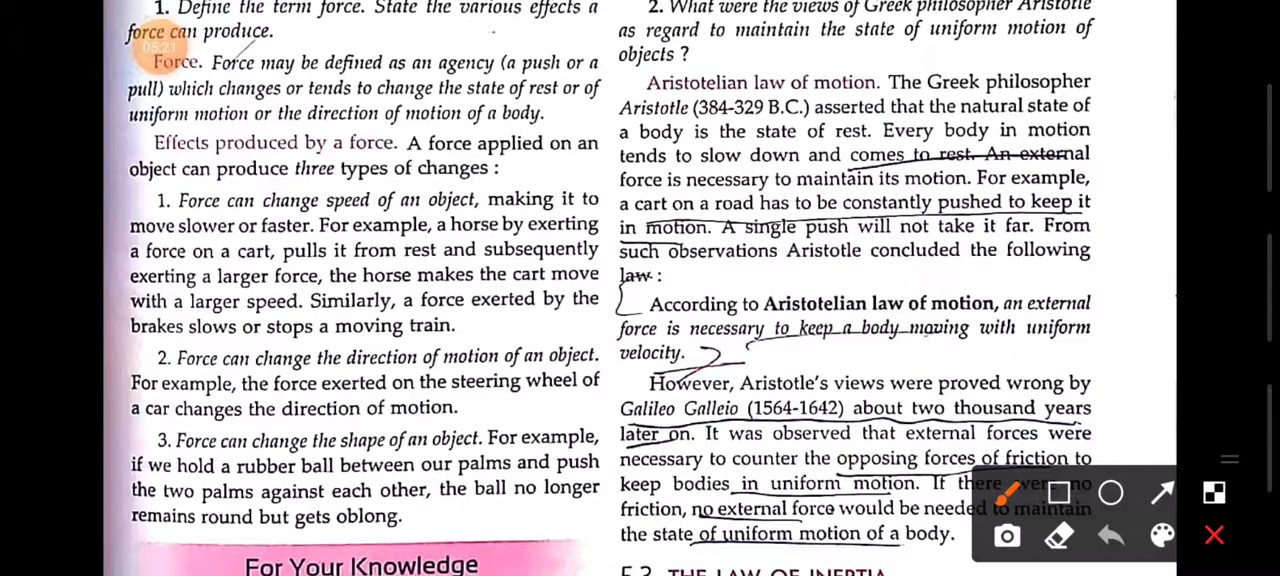 1. Define the term force. State the various effects a
force can produce.
05:21
Force. Force may be defined as an agency (a push or a
pull) which changes or tends to change the state of rest or of
uniform motion or the direction of motion of a body.
Effects produced by a force. A force applied on an
object can produce three types of changes :
1. Force can change speed of an object, making it to
move slower or faster. For example, a horse by exerting
a force on a cart, pulls it from rest and subsequently
exerting a larger force, the horse makes the cart move
with a larger speed. Similarly, a force exerted by the
brakes slows or stops a moving train.
2. Force can change the direction of motion of an object.
For example, the force exerted on the steering wheel of
a car changes the direction of motion.
3. Force can change the shape of an object. For example,
if we hold a rubber ball between our palms and push
the two palms against each other, the ball no longer
remains round but gets oblong.
For Your Knowledge
2. What were the views of Greek philosopher Aristotle
as regard to maintain the state of uniform motion of
objects ?
Aristotelian law of motion. The Greek philosopher
Aristotle (384-329 B.C.) asserted that the natural state of
a body is the state of rest. Every body in motion
tends to slow down and comes to rest. An external
force is necessary to maintain its motion. For example,
a cart on a road has to be constantly pushed to keep it
in motion. A single push will not take it far. From
such observations Aristotle concluded the following
law :
According to Aristotelian law of motion, an external
force is necessary to keep a body moving with uniform
velocity.
However, Aristotle's views were proved wrong by
Galileo Galleio (1564-1642) about two thousand years
later on. It was observed that external forces were
necessary to counter the opposing forces of friction to
keep bodies in uniform motion. If there were no
friction, no external force would be needed to maintain
the state of uniform motion of a body.
5.2 THE LAW OF INERTIA